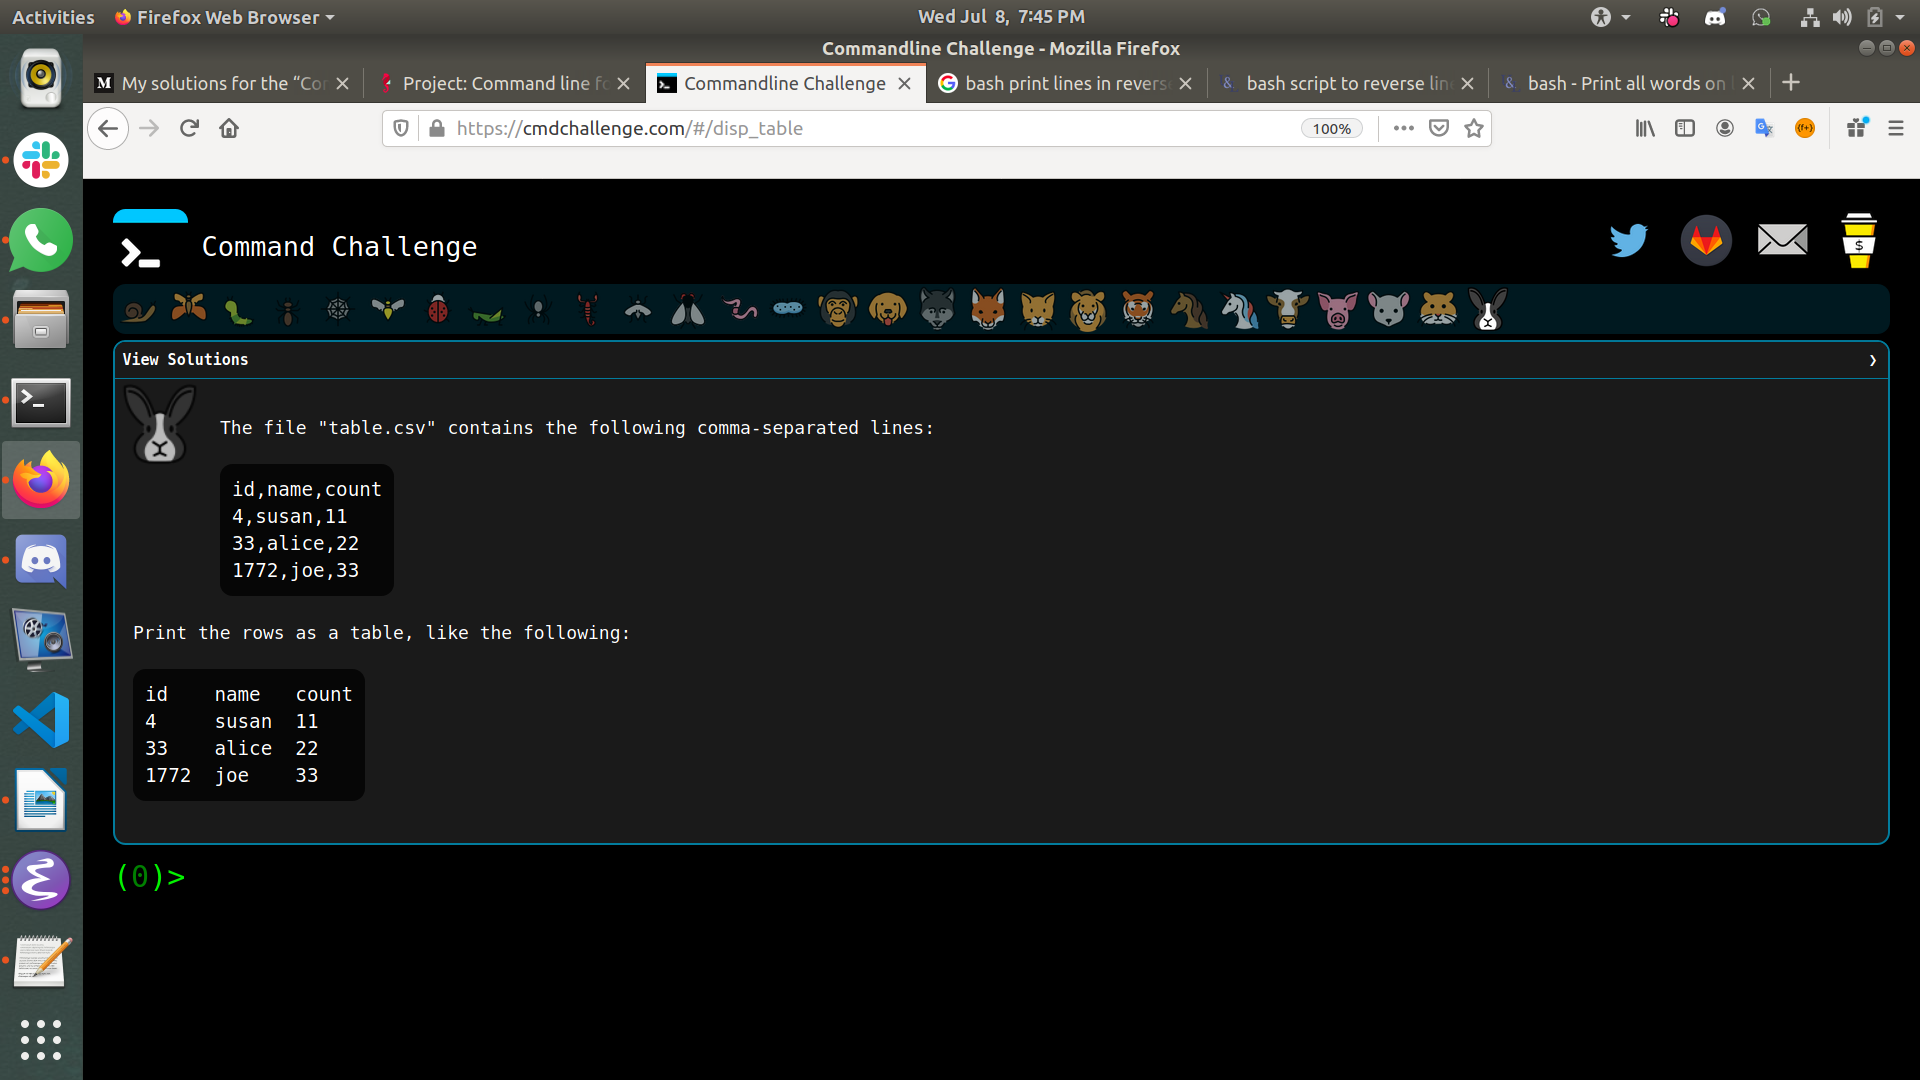 Activities
Firefox Web Browser
Wed Jul 8, 7:45 PM
Commandline Challenge - Mozilla Firefox
M My solutions for the “Co
Project: Command line fo
Commandline Challenge
bash print lines in revers
bash script to reverse lin
bash - Print all words on
https://cmdchallenge.com/#/disp_table
100%
Command Challenge
View Solutions
The file "table.csv" contains the following comma-separated lines:
id,name,count
4,susan,11
33,alice,22
1772,joe,33
Print the rows as a table, like the following:
id    name   count
4     susan  11
33    alice  22
1772  joe    33
(0)>